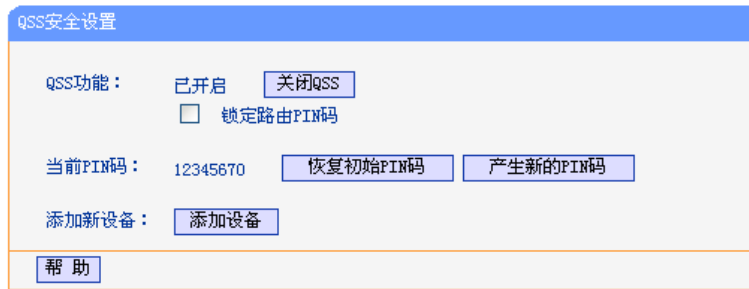 QSS安全设置
QSS功能： 已开启 关闭QSS
锁定路由PIN码
当前PIN码： 12345670 恢复初始PIN码 产生新的PIN码
添加新设备： 添加设备
帮 助